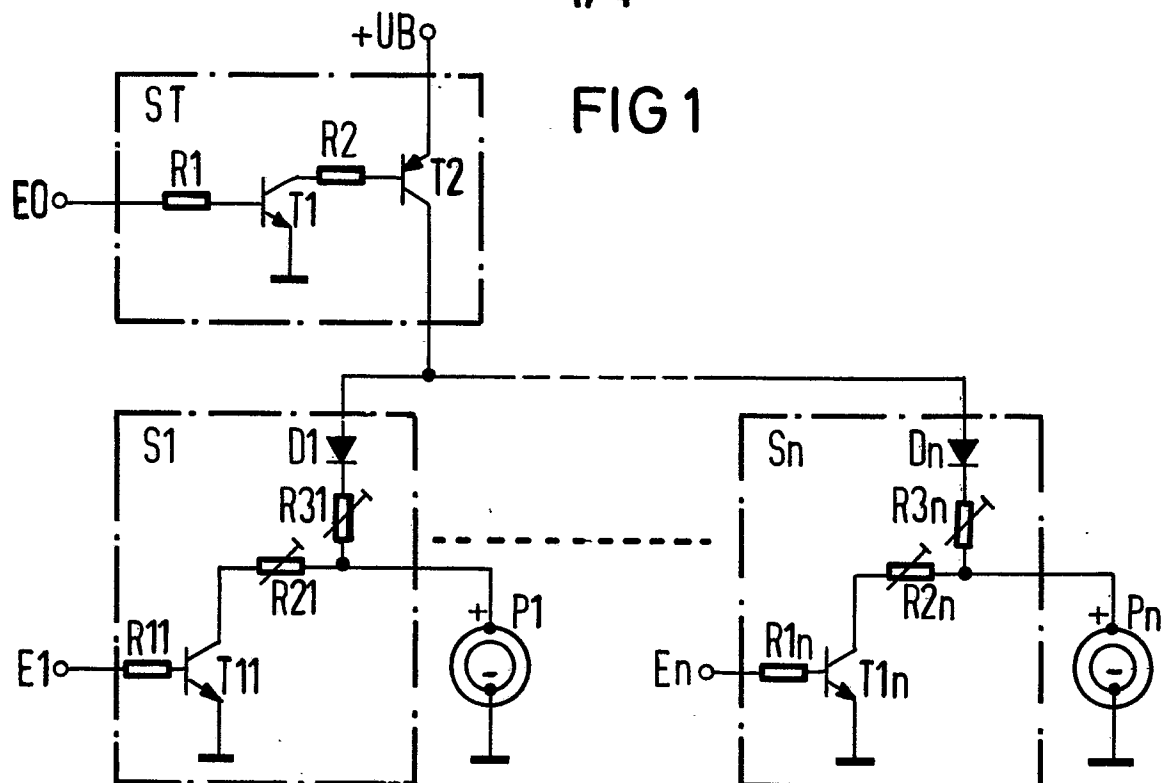 +UB
FIG 1
ST
R1
R2
T1
T2
E0
S1
D1
R31
R21
R11
E1
T11
+ P1
-
Sn
Dn
R3n
R2n
R1n
En
T1n
+ Pn
-